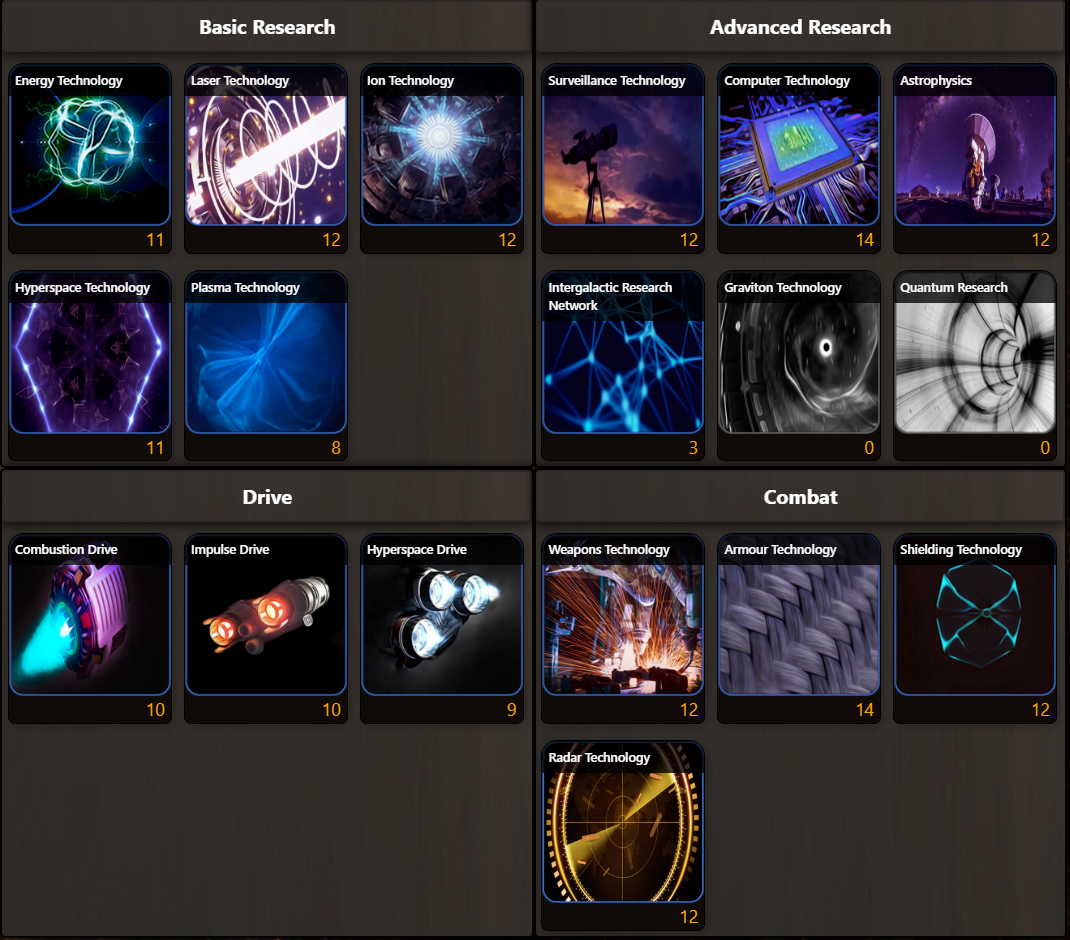 Basic Research
Energy Technology
11
Laser Technology
12
Ion Technology
12
Hyperspace Technology
11
Plasma Technology
8
Advanced Research
Surveillance Technology
12
Computer Technology
14
Astrophysics
12
Intergalactic Research
Network
3
Graviton Technology
0
Quantum Research
0
Drive
Combustion Drive
10
Impulse Drive
10
Hyperspace Drive
9
Combat
Weapons Technology
12
Armour Technology
14
Shielding Technology
12
Radar Technology
12